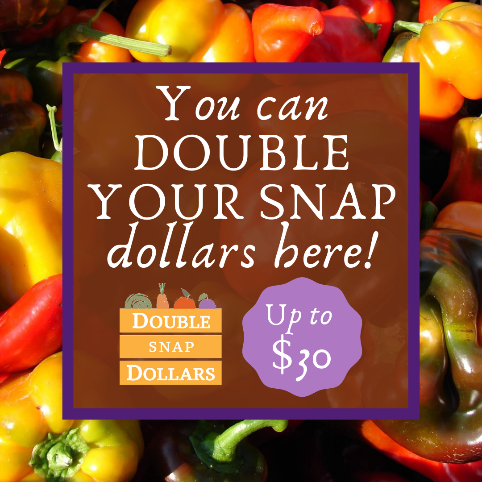 You can
DOUBLE
YOUR SNAP
dollars here!
DOUBLE
SNAP
DOLLARS
Up to
$30